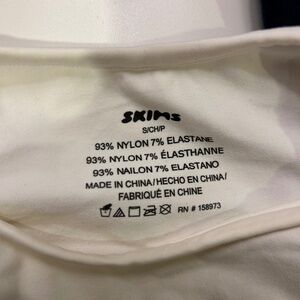 SKIMS
S/CH/P
93% NYLON 7% ELASTANE
93% NYLON 7% ÉLASTHANNE
93% NAILON 7% ELASTANO
MADE IN CHINA/HECHO EN CHINA/
FABRIQUÉ EN CHINE
RN # 158973